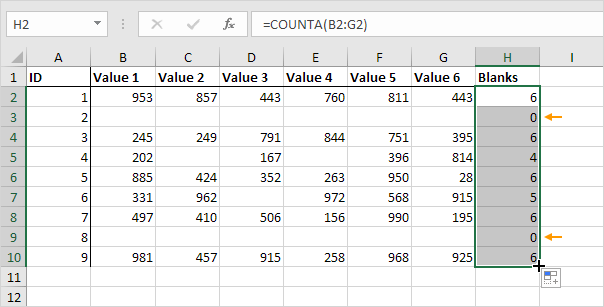 H2 fx =COUNTA(B2:G2)
A B C D E F G H I
1 ID Value 1 Value 2 Value 3 Value 4 Value 5 Value 6 Blanks
2 1 953 857 443 760 811 443 6
3 2 0
4 3 245 249 791 844 751 395 6
5 4 202 167 396 814 4
6 5 885 424 352 263 950 28 6
7 6 331 962 972 568 915 5
8 7 497 410 506 156 990 195 6
9 8 0
10 9 981 457 915 258 968 925 6
11
12